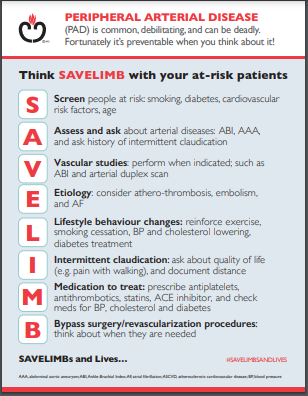 PERIPHERAL ARTERIAL DISEASE
(PAD) is common, debilitating, and can be deadly.
Fortunately it's preventable when you think about it!
Think SAVELIMB with your at-risk patients
S
Screen people at risk: smoking, diabetes, cardiovascular
risk factors, age
A
Assess and ask about arterial diseases: ABI, AAA,
and ask history of intermittent claudication
V
Vascular studies: perform when indicated; such as
ABI and arterial duplex scan
E
Etiology: consider athero-thrombosis, embolism,
and AF
L
Lifestyle behaviour changes: reinforce exercise,
smoking cessation, BP and cholesterol lowering,
diabetes treatment
I
Intermittent claudication: ask about quality of life
(e.g. pain with walking), and document distance
M
Medication to treat: prescribe antiplatelets,
antithrombotics, statins, ACE inhibitor, and check
meds for BP, cholesterol and diabetes
B
Bypass surgery/revascularization procedures:
think about when they are needed
SAVELIMBs and Lives...
#SAVELIMBSANDLIVES
AAA, abdominal aortic aneurysm; ABI, Ankle Brachial Index; AF, atrial fibrillation; ASCVD, atherosclerotic cardiovascular disease; BP, blood pressure